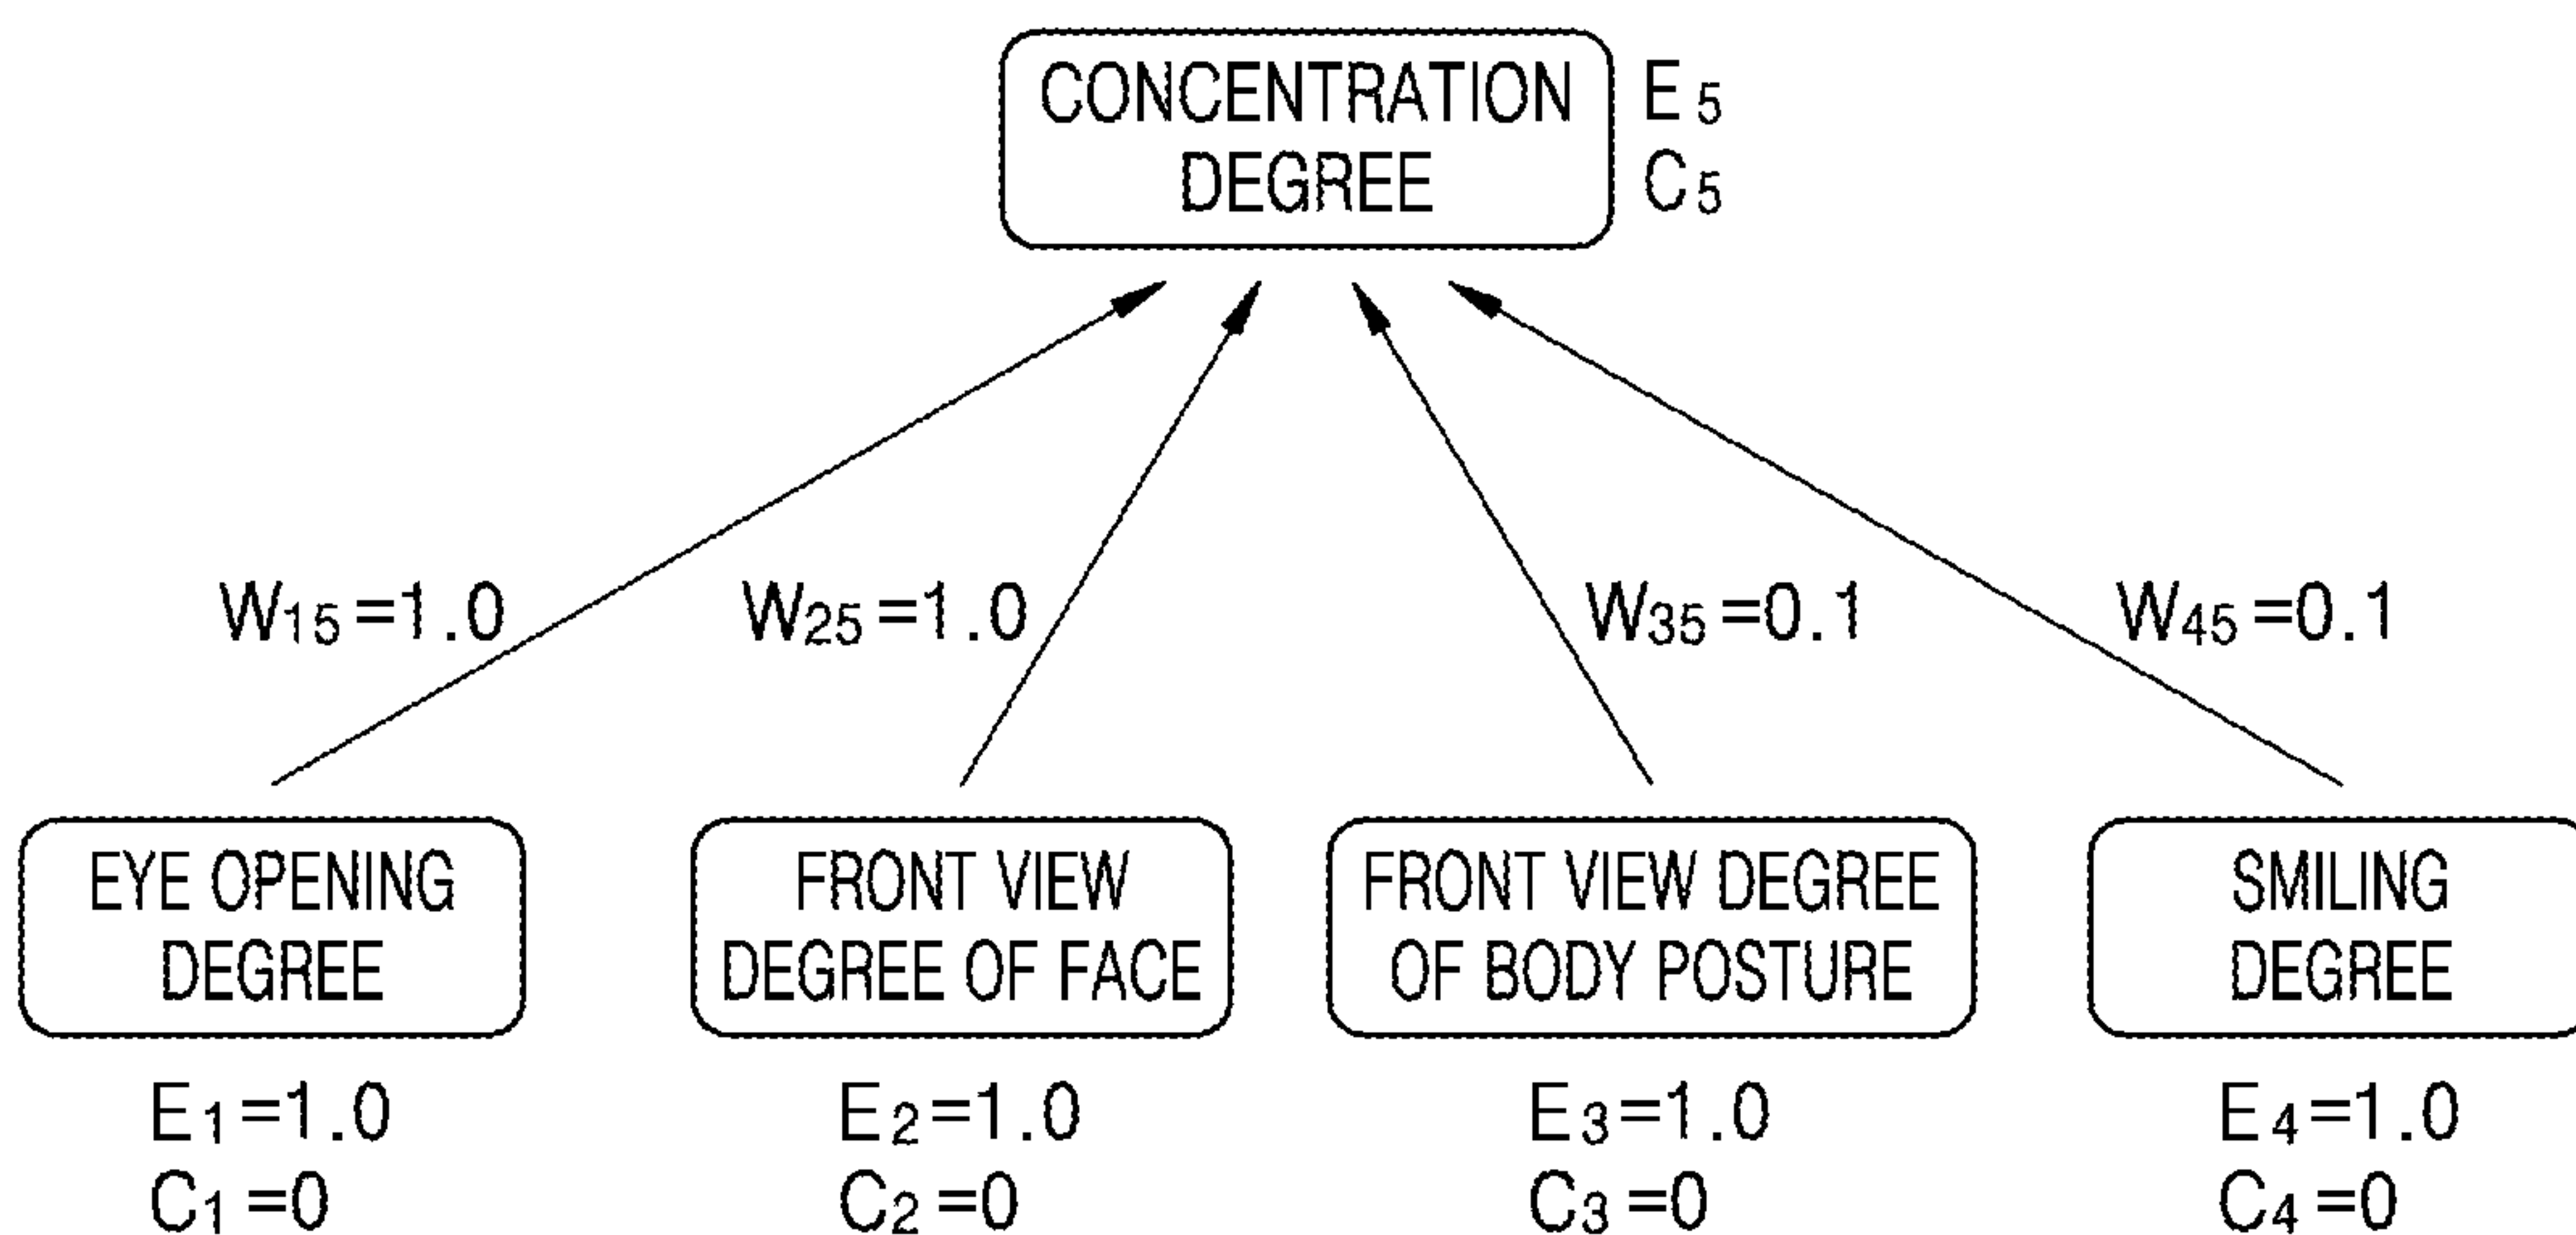 CONCENTRATION
DEGREE
E5
C5
W15=1.0
W25=1.0
W35=0.1
W45=0.1
EYE OPENING
DEGREE
FRONT VIEW
DEGREE OF FACE
FRONT VIEW DEGREE
OF BODY POSTURE
SMILING
DEGREE
E1=1.0
C1=0
E2=1.0
C2=0
E3=1.0
C3=0
E4=1.0
C4=0